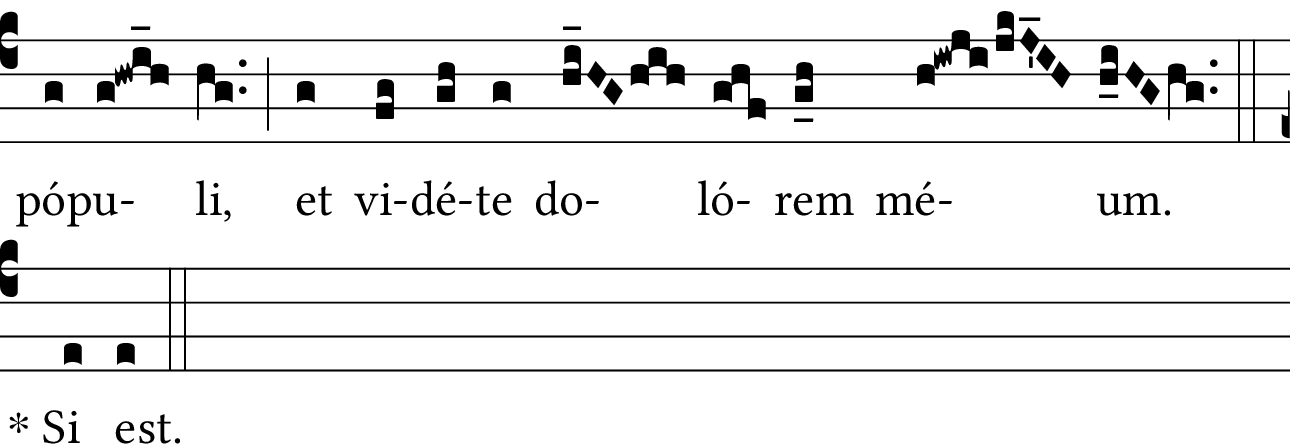 pópu- li, et vi-dé-te do- ló- rem mé- um.
* Si est.